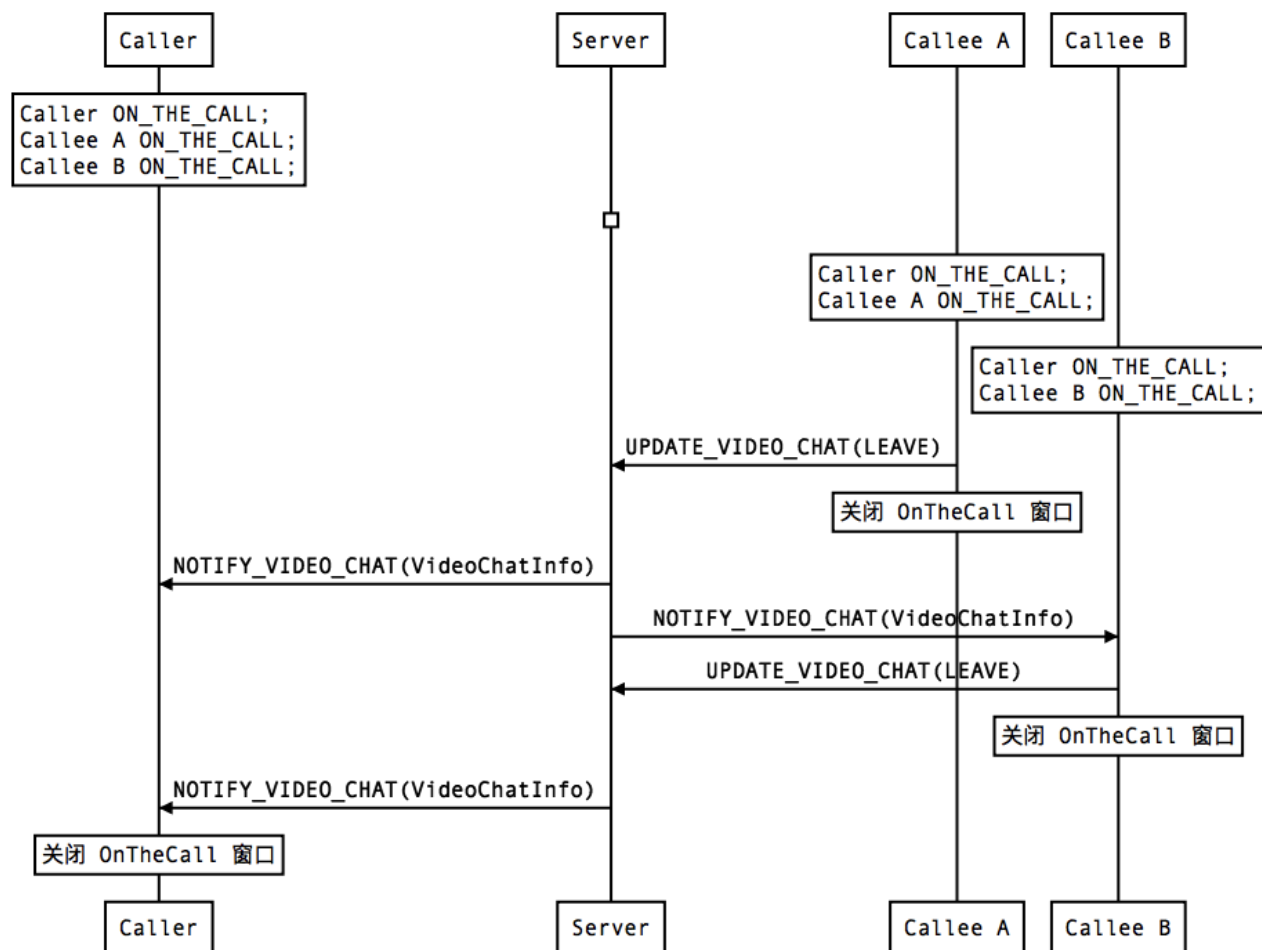 Caller
Server
Callee A
Callee B
Caller ON_THE_CALL;
Callee A ON_THE_CALL;
Callee B ON_THE_CALL;
Caller ON_THE_CALL;
Callee A ON_THE_CALL;
Caller ON_THE_CALL;
Callee B ON_THE_CALL;
UPDATE_VIDEO_CHAT(LEAVE)
关闭 OnTheCall 窗口
NOTIFY_VIDEO_CHAT(VideoChatInfo)
NOTIFY_VIDEO_CHAT(VideoChatInfo)
UPDATE_VIDEO_CHAT(LEAVE)
关闭 OnTheCall 窗口
NOTIFY_VIDEO_CHAT(VideoChatInfo)
关闭 OnTheCall 窗口
Caller
Server
Callee A
Callee B